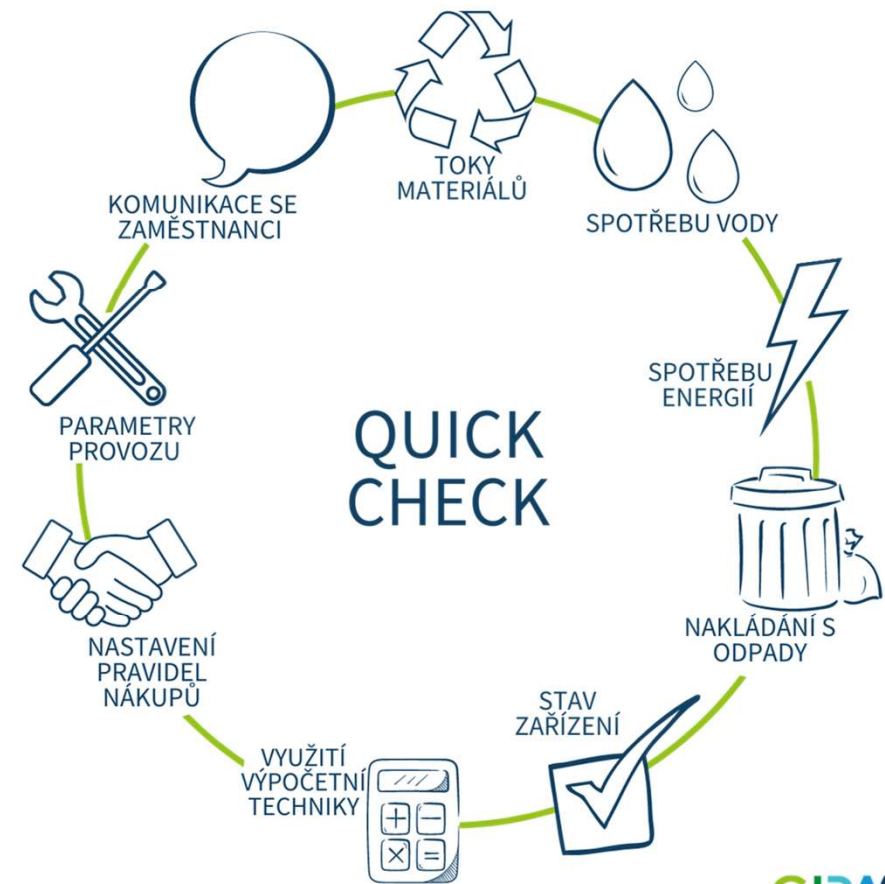 TOKY
MATERIÁLŮ
SPOTŘEBU VODY
SPOTŘEBU
ENERGIÍ
NAKLÁDÁNÍ S
ODPADY
STAV
ZAŘÍZENÍ
VYUŽITÍ
VÝPOČETNÍ
TECHNIKY
NASTAVENÍ
PRAVIDEL
NÁKUPŮ
PARAMETRY
PROVOZU
KOMUNIKACE SE
ZAMĚSTNANCI
QUICK
CHECK